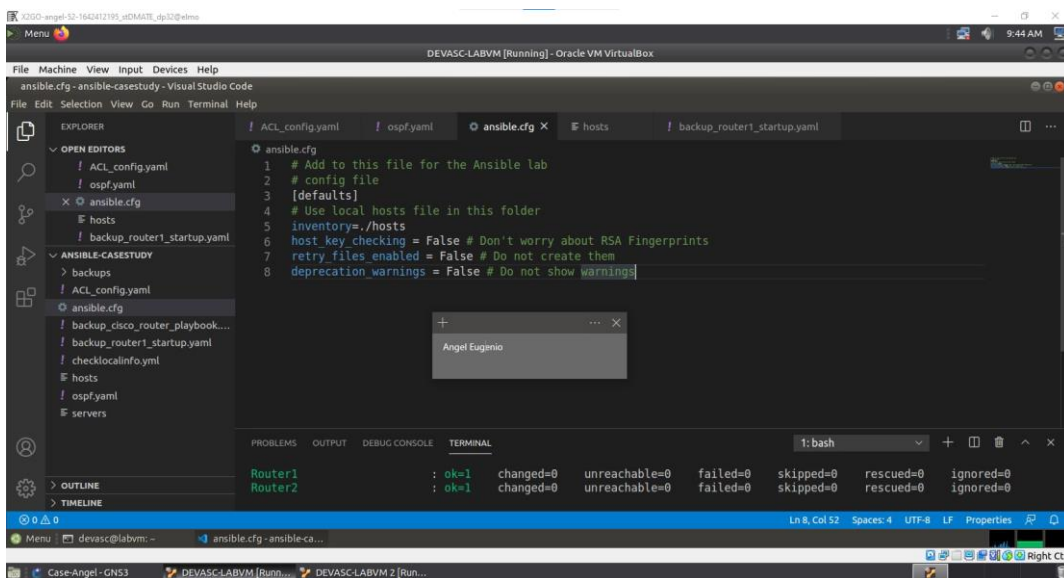 X2GO-angel-52-1642412195_stDMATE_dp32@elmo
Menu
9:44 AM
DEVASC-LABVM [Running] - Oracle VM VirtualBox
File Machine View Input Devices Help
ansible.cfg - ansible-casestudy - Visual Studio Code
File Edit Selection View Go Run Terminal Help
EXPLORER
OPEN EDITORS
! ACL_config.yaml
! ospf.yaml
ansible.cfg
hosts
! backup_router1_startup.yaml
ANSIBLE-CASESTUDY
> backups
! ACL_config.yaml
ansible.cfg
! backup_cisco_router_playbook....
! backup_router1_startup.yaml
! checklocalinfo.yml
hosts
! ospf.yaml
servers
> OUTLINE
> TIMELINE
! ACL_config.yaml ! ospf.yaml ansible.cfg hosts ! backup_router1_startup.yaml
ansible.cfg
1 # Add to this file for the Ansible lab
2 # config file
3 [defaults]
4 # Use local hosts file in this folder
5 inventory=./hosts
6 host_key_checking = False # Don't worry about RSA Fingerprints
7 retry_files_enabled = False # Do not create them
8 deprecation_warnings = False # Do not show warnings
Angel Eugenio
PROBLEMS OUTPUT DEBUG CONSOLE TERMINAL 1: bash
Router1 : ok=1 changed=0 unreachable=0 failed=0 skipped=0 rescued=0 ignored=0
Router2 : ok=1 changed=0 unreachable=0 failed=0 skipped=0 rescued=0 ignored=0
0 0 Ln 8, Col 52 Spaces: 4 UTF-8 LF Properties
Menu devasc@labvm: ~ ansible.cfg - ansible-ca...
Right Ct
Case-Angel - GNS3 DEVASC-LABVM [Runn... DEVASC-LABVM 2 [Run...